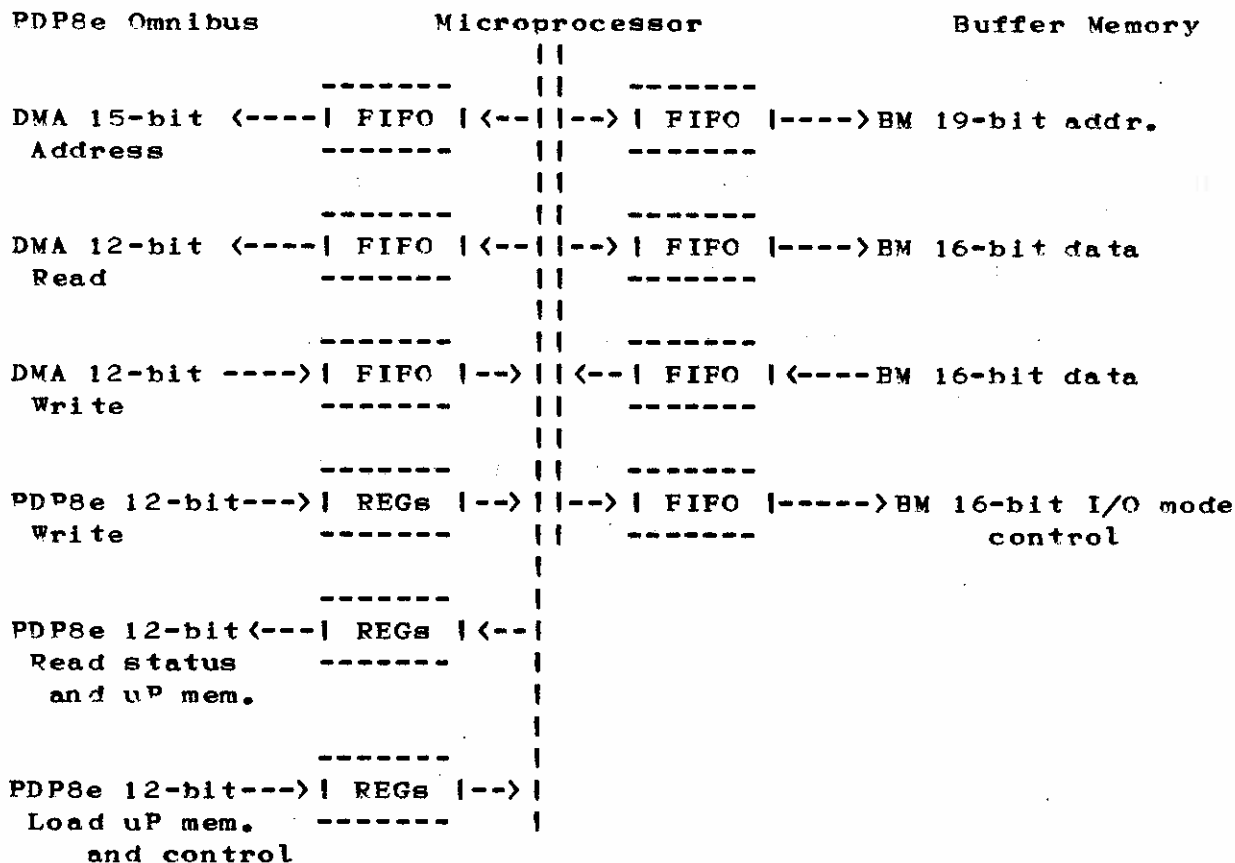 PDP8e Omnibus Microprocessor Buffer Memory
||
------- || -------
DMA 15-bit <----| FIFO |<--||-->| FIFO |---->BM 19-bit addr.
Address ------- || -------
||
------- || -------
DMA 12-bit <----| FIFO |<--||-->| FIFO |---->BM 16-bit data
Read ------- || -------
||
------- || -------
DMA 12-bit ---->| FIFO |-->||<--| FIFO |<----BM 16-bit data
Write ------- || -------
||
------- || -------
PDP8e 12-bit--->| REGs |-->||-->| FIFO |----->BM 16-bit I/O mode
Write ------- || ------- control
|
------- |
PDP8e 12-bit<---| REGs |<--|
Read status ------- |
and uP mem. |
|
------- |
PDP8e 12-bit--->| REGs |-->|
Load uP mem. ------- |
and control